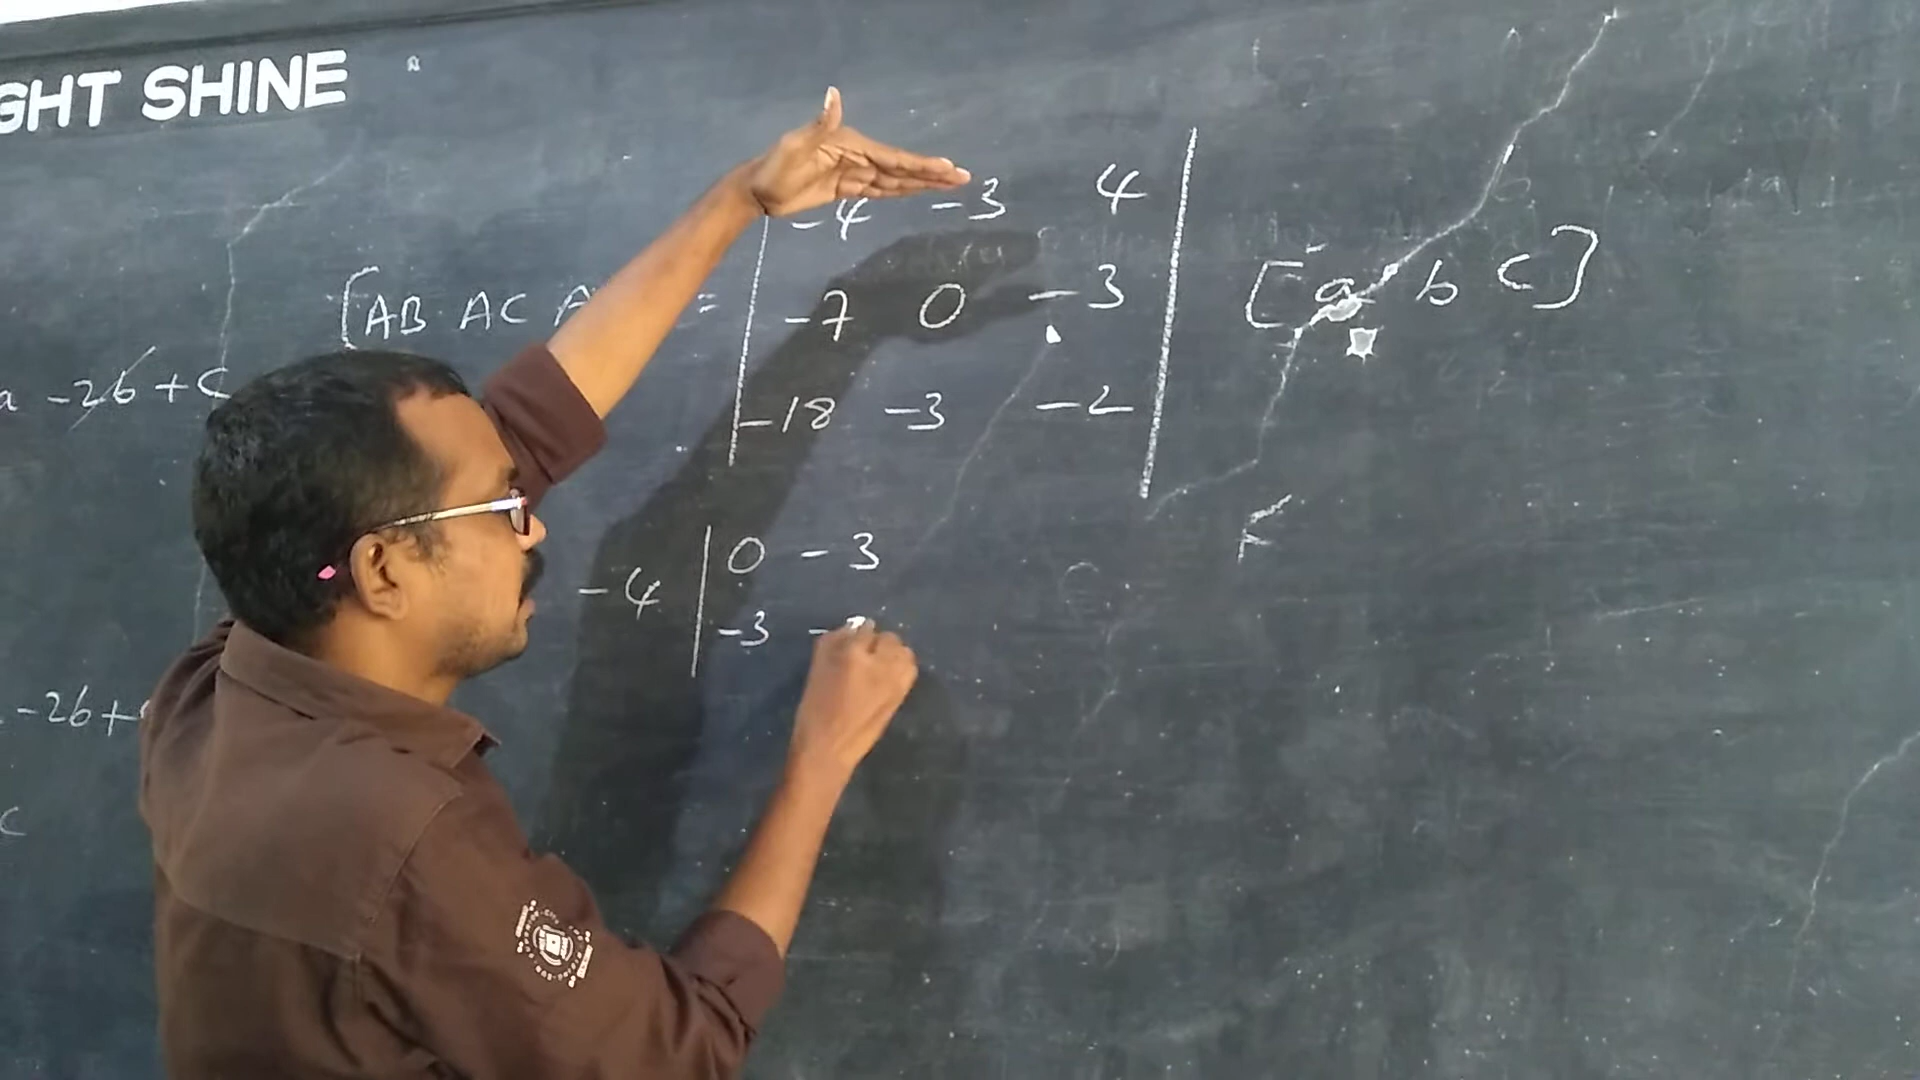 GHT SHINE
-4 -3 4
[AB AC A = -7 0 -3 [a b c]
a -2b + c
-18 -3 -2
0 -3
-4
-3 -
-2b+
c